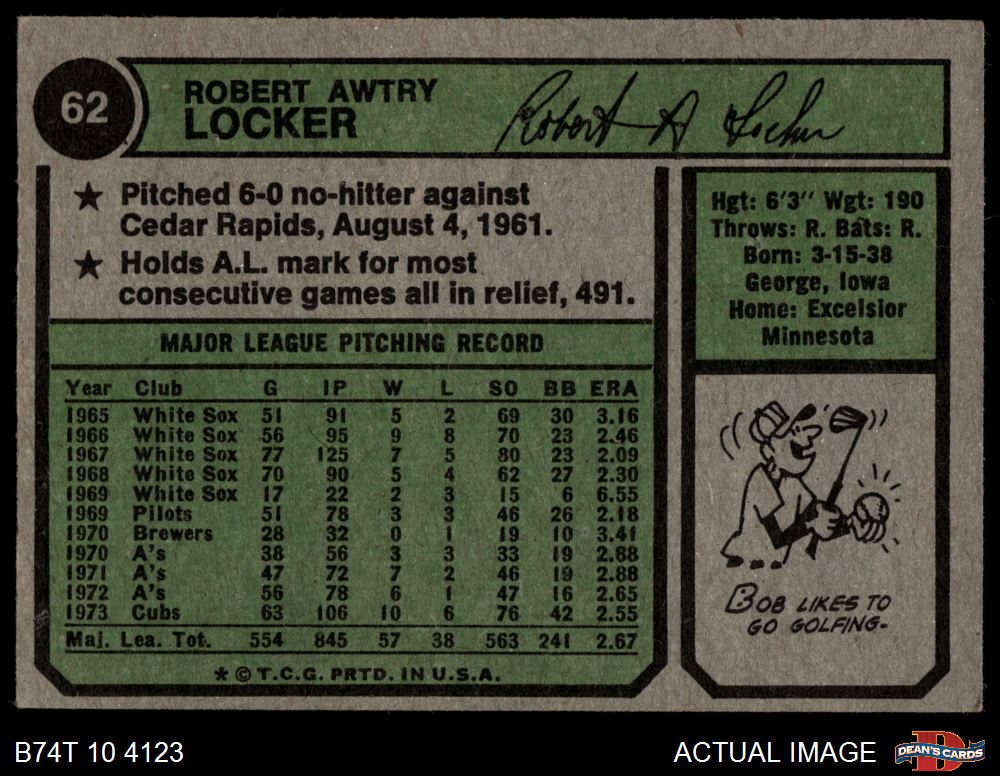 62
ROBERT AWTRY
LOCKER
Robert A Locker
★ Pitched 6-0 no-hitter against
Cedar Rapids, August 4, 1961.
★ Holds A.L. mark for most
consecutive games all in relief, 491.
Hgt: 6'3" Wgt: 190
Throws: R. Bats: R.
Born: 3-15-38
George, Iowa
Home: Excelsior
Minnesota
MAJOR LEAGUE PITCHING RECORD
Year Club G IP W L SO BB ERA
1965 White Sox 51 91 5 2 69 30 3.16
1966 White Sox 56 95 9 8 70 23 2.46
1967 White Sox 77 125 7 5 80 23 2.09
1968 White Sox 70 90 5 4 62 27 2.30
1969 White Sox 17 22 2 3 15 6 6.55
1969 Pilots 51 78 3 3 46 26 2.18
1970 Brewers 28 32 0 1 19 10 3.41
1970 A's 38 56 3 3 33 19 2.88
1971 A's 47 72 7 2 46 19 2.88
1972 A's 56 78 6 1 47 16 2.65
1973 Cubs 63 106 10 6 76 42 2.55
Maj. Lea. Tot. 554 845 57 38 563 241 2.67
* © T.C.G. PRTD. IN U.S.A.
BOB LIKES TO
GO GOLFING.
B74T 10 4123
ACTUAL IMAGE
D
DEAN'S CARDS